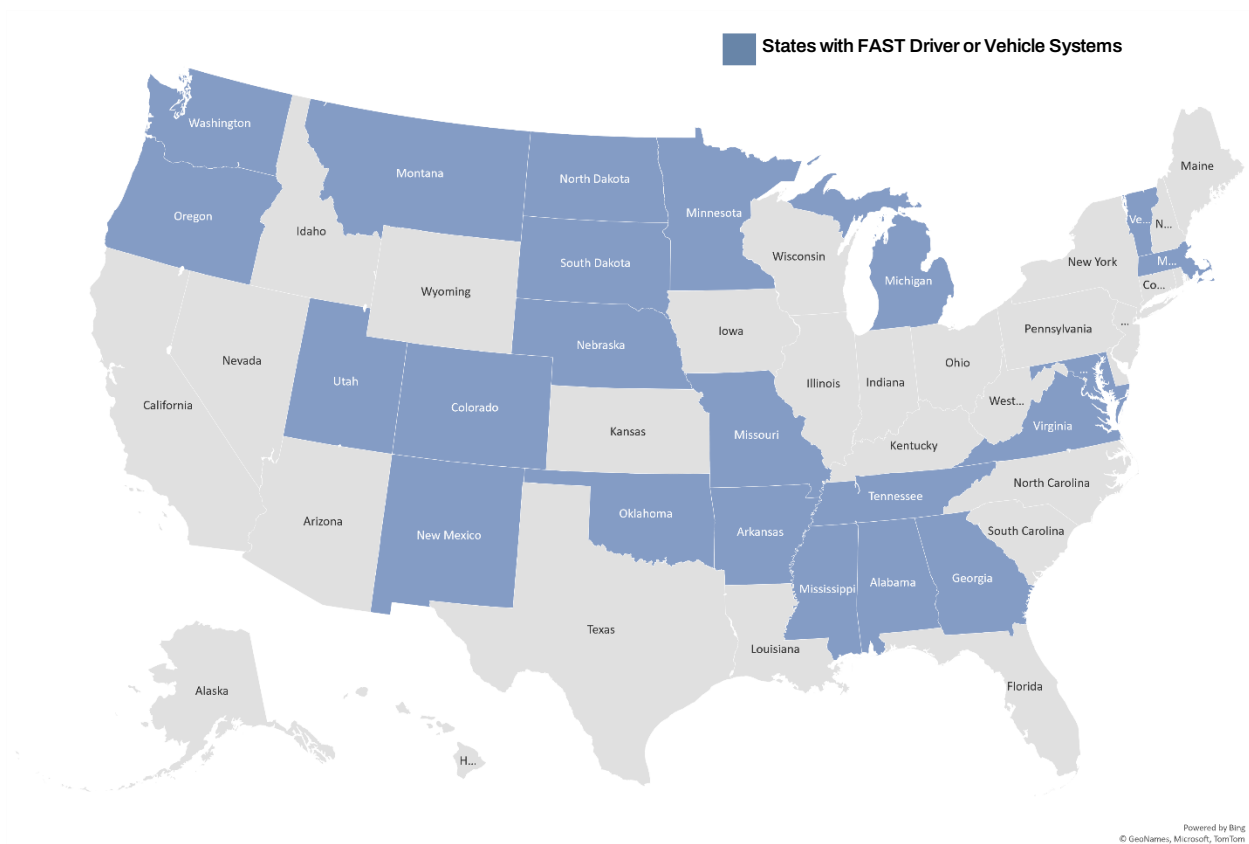 States with FAST Driver or Vehicle Systems
Washington
Montana
North Dakota
Minnesota
Maine
Oregon
Idaho
Ve...
N...
South Dakota
Wisconsin
New York
M...
Wyoming
Michigan
Co...
Iowa
Pennsylvania
...
Nebraska
Nevada
Utah
Ohio
Illinois
Indiana
...
California
Colorado
West...
Kansas
Missouri
Kentucky
Virginia
Arizona
New Mexico
Oklahoma
Arkansas
Tennessee
North Carolina
South Carolina
Mississippi
Alabama
Georgia
Texas
Louisiana
Alaska
Florida
H...
Powered by Bing
© GeoNames, Microsoft, TomTom